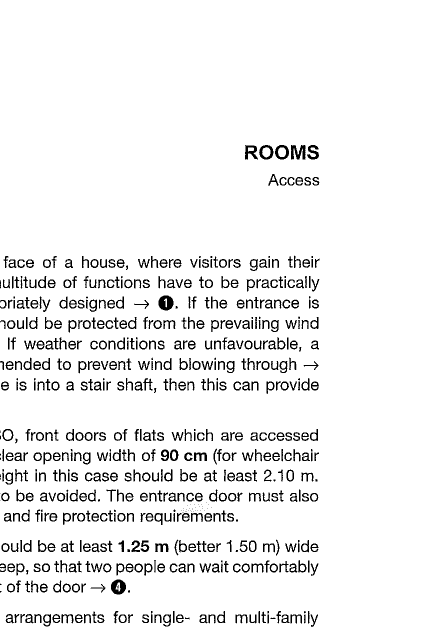 ROOMS
Access
face of a house, where visitors gain their
ultitude of functions have to be practically
oriately designed → ❶. If the entrance is
hould be protected from the prevailing wind
If weather conditions are unfavourable, a
nended to prevent wind blowing through →
e is into a stair shaft, then this can provide
SO, front doors of flats which are accessed
clear opening width of 90 cm (for wheelchair
eight in this case should be at least 2.10 m.
to be avoided. The entrance door must also
and fire protection requirements.
ould be at least 1.25 m (better 1.50 m) wide
eep, so that two people can wait comfortably
t of the door → ❹.
arrangements for single- and multi-family